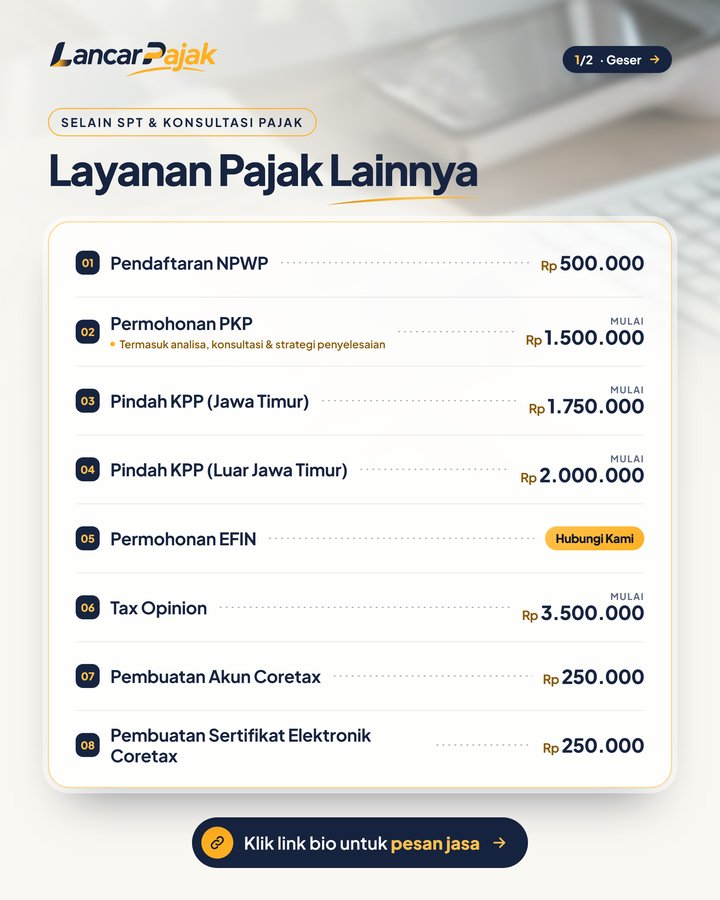 LancarPajak
1/2 · Geser →
SELAIN SPT & KONSULTASI PAJAK
Layanan Pajak Lainnya
01 Pendaftaran NPWP Rp 500.000
02 Permohonan PKP MULAI
• Termasuk analisa, konsultasi & strategi penyelesaian Rp 1.500.000
MULAI
03 Pindah KPP (Jawa Timur) Rp 1.750.000
MULAI
04 Pindah KPP (Luar Jawa Timur) Rp 2.000.000
05 Permohonan EFIN Hubungi Kami
MULAI
06 Tax Opinion Rp 3.500.000
07 Pembuatan Akun Coretax Rp 250.000
08 Pembuatan Sertifikat Elektronik
Coretax Rp 250.000
Klik link bio untuk pesan jasa →